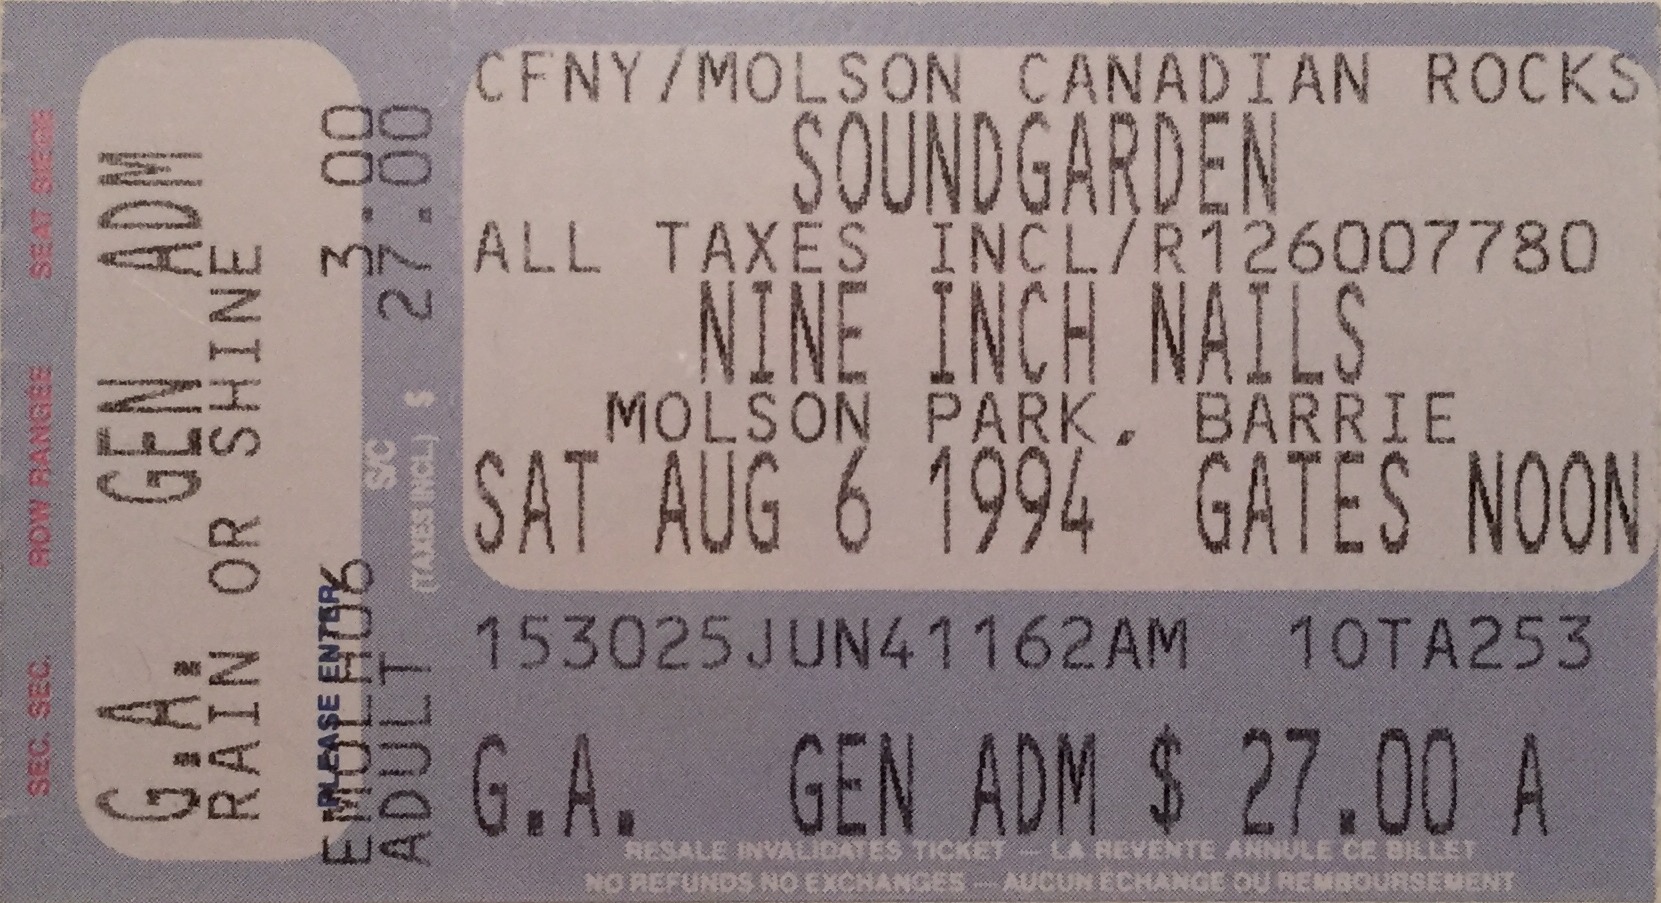 SEC. SEC. ROW RANGÉE SEAT SIÈGE
G.A. GEN ADM
RAIN OR SHINE
PLEASE ENTER
EMOLH06 3.00
S/C
ADULT 27.00
(TAXES INCL.) $
CFNY/MOLSON CANADIAN ROCKS
SOUNDGARDEN
ALL TAXES INCL/R126007780
NINE INCH NAILS
MOLSON PARK, BARRIE
SAT AUG 6 1994 GATES NOON
153025JUN41162AM 10TA253
G.A. GEN ADM $ 27.00 A
RESALE INVALIDATES TICKET — LA REVENTE ANNULE CE BILLET
NO REFUNDS NO EXCHANGES — AUCUN ÉCHANGE OU REMBOURSEMENT